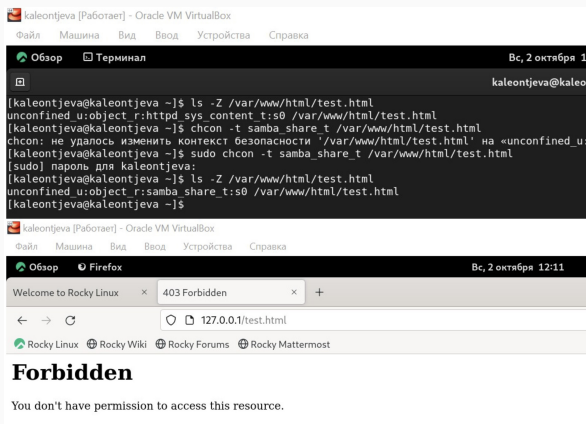 kaleontjeva [Работает] - Oracle VM VirtualBox
Файл Машина Вид Ввод Устройства Справка
Обзор Терминал Вс, 2 октября 1
kaleontjeva@kaleo
[kaleontjeva@kaleontjeva ~]$ ls -Z /var/www/html/test.html
unconfined_u:object_r:httpd_sys_content_t:s0 /var/www/html/test.html
[kaleontjeva@kaleontjeva ~]$ chcon -t samba_share_t /var/www/html/test.html
chcon: не удалось изменить контекст безопасности '/var/www/html/test.html' на «unconfined_u:
[kaleontjeva@kaleontjeva ~]$ sudo chcon -t samba_share_t /var/www/html/test.html
[sudo] пароль для kaleontjeva:
[kaleontjeva@kaleontjeva ~]$ ls -Z /var/www/html/test.html
unconfined_u:object_r:samba_share_t:s0 /var/www/html/test.html
[kaleontjeva@kaleontjeva ~]$
kaleontjeva [Работает] - Oracle VM VirtualBox
Файл Машина Вид Ввод Устройства Справка
Обзор Firefox Вс, 2 октября 12:11
Welcome to Rocky Linux × 403 Forbidden × +
127.0.0.1/test.html
Rocky Linux Rocky Wiki Rocky Forums Rocky Mattermost
Forbidden
You don't have permission to access this resource.